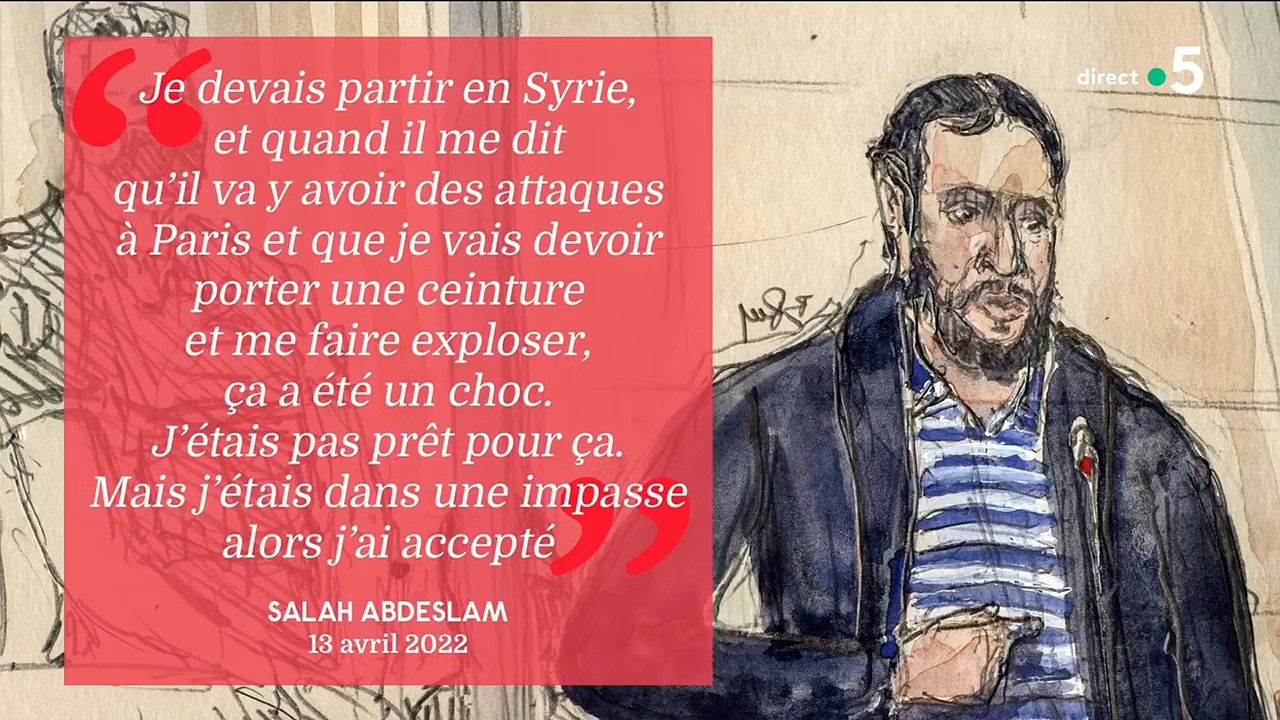 Je devais partir en Syrie,
et quand il me dit
qu'il va y avoir des attaques
à Paris et que je vais devoir
porter une ceinture
et me faire exploser,
ça a été un choc.
J'étais pas prêt pour ça.
Mais j'étais dans une impasse
alors j'ai accepté
SALAH ABDESLAM
13 avril 2022
direct 5